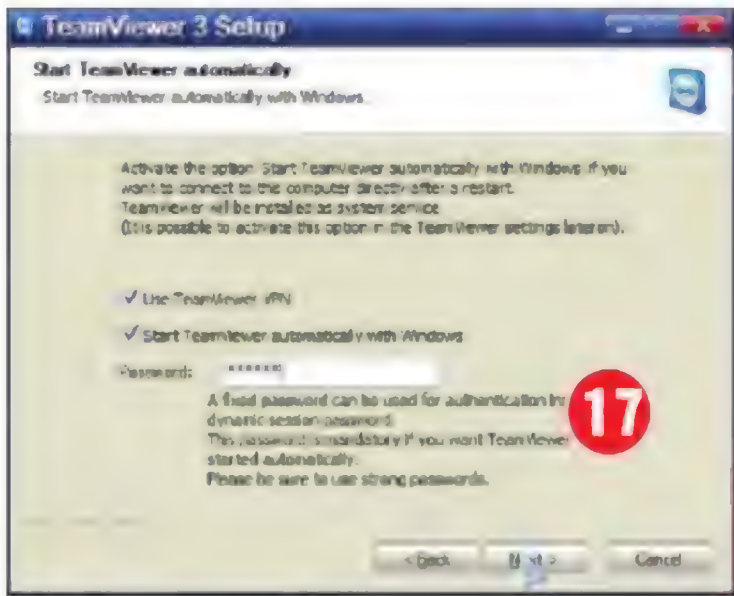 TeamViewer 3 Setup
Start TeamViewer automatically
Start TeamViewer automatically with Windows
Activate the option Start TeamViewer automatically with Windows if you
want to connect to this computer directly after a restart.
TeamViewer will be installed as system service
(It is possible to activate this option in the TeamViewer settings later on).
Use TeamViewer VPN
Start TeamViewer automatically with Windows
Password: ******
A fixed password can be used for authentication
17
dynamic session password.
This password is mandatory if you want TeamViewer
started automatically.
Please be sure to use strong passwords.
< Back
Next >
Cancel